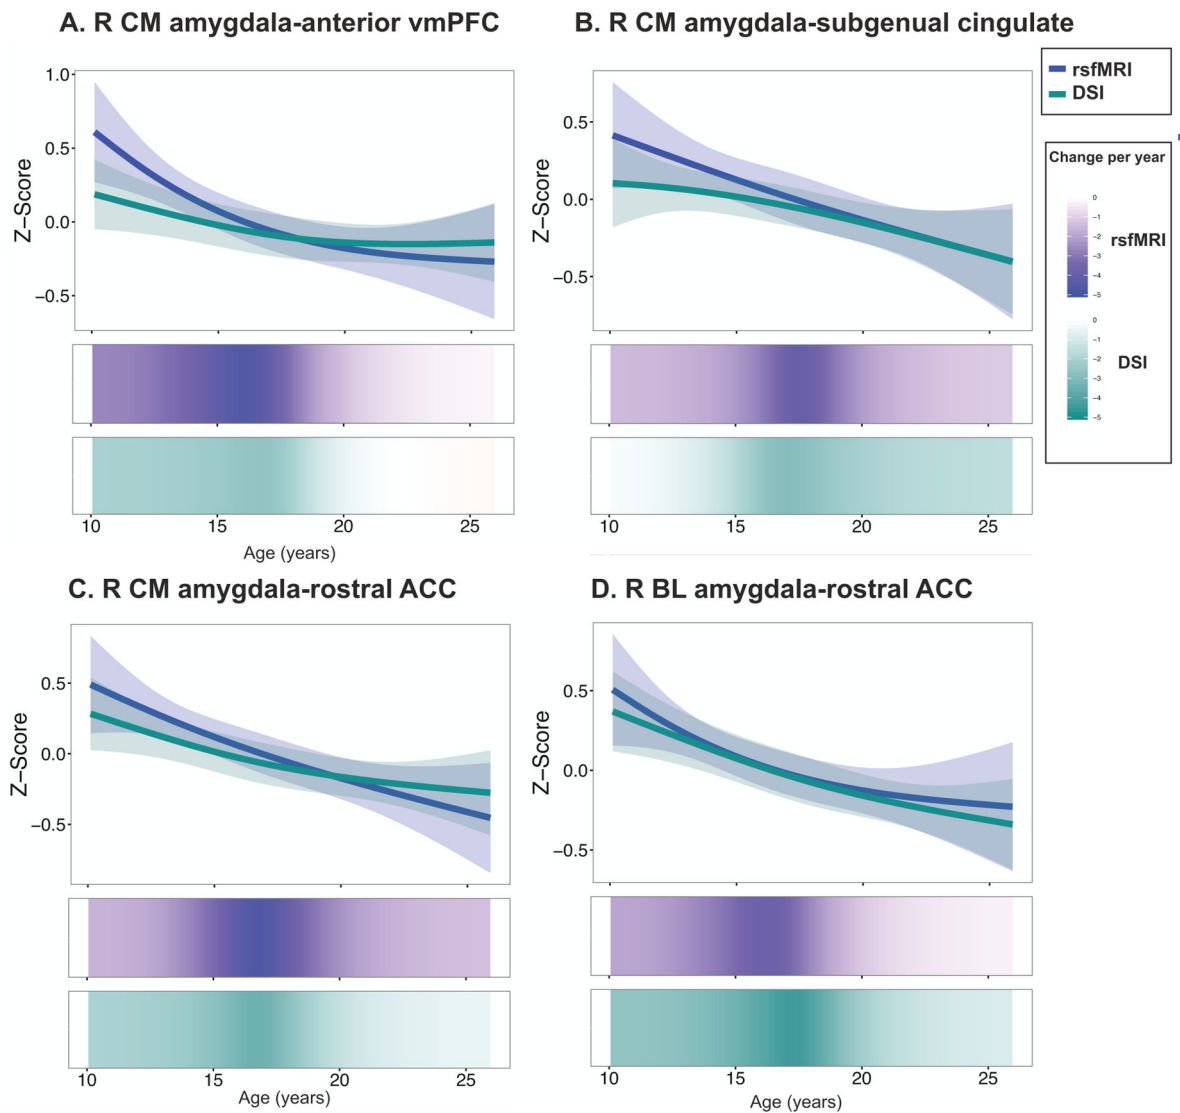 A. R CM amygdala-anterior vmPFC
B. R CM amygdala-subgenual cingulate
rsfMRI
DSI
Z−Score
1.0
0.5
0.0
−0.5
Z−Score
0.5
0.0
−0.5
Change per year
0
−1
−2
−3
−4
−5
rsfMRI
0
−1
−2
−3
−4
−5
DSI
10 15 20 25
Age (years)
10 15 20 25
C. R CM amygdala-rostral ACC
D. R BL amygdala-rostral ACC
Z−Score
0.5
0.0
−0.5
Z−Score
0.5
0.0
−0.5
10 15 20 25
Age (years)
10 15 20 25
Age (years)